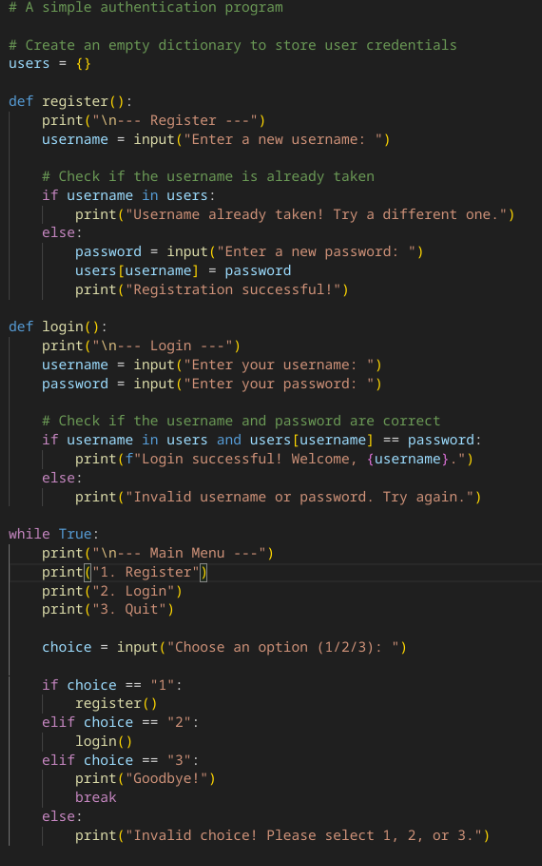 # A simple authentication program
# Create an empty dictionary to store user credentials
users = {}
def register():
    print("\n--- Register ---")
    username = input("Enter a new username: ")
    # Check if the username is already taken
    if username in users:
        print("Username already taken! Try a different one.")
    else:
        password = input("Enter a new password: ")
        users[username] = password
        print("Registration successful!")
def login():
    print("\n--- Login ---")
    username = input("Enter your username: ")
    password = input("Enter your password: ")
    # Check if the username and password are correct
    if username in users and users[username] == password:
        print(f"Login successful! Welcome, {username}.")
    else:
        print("Invalid username or password. Try again.")
while True:
    print("\n--- Main Menu ---")
    print("1. Register")
    print("2. Login")
    print("3. Quit")
    choice = input("Choose an option (1/2/3): ")
    if choice == "1":
        register()
    elif choice == "2":
        login()
    elif choice == "3":
        print("Goodbye!")
        break
    else:
        print("Invalid choice! Please select 1, 2, or 3.")